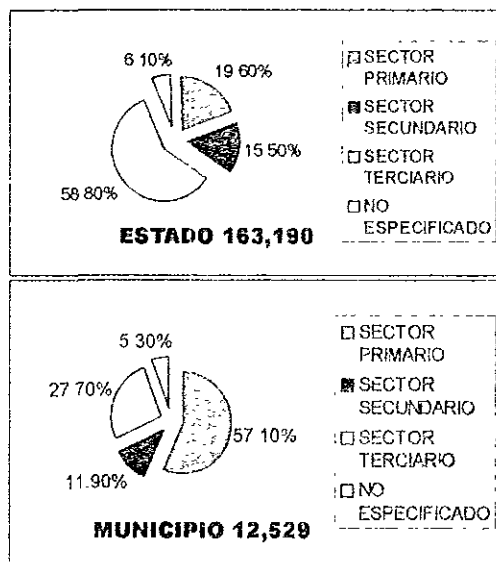 6 10%
19 60%
15 50%
58 80%
ESTADO 163,190
SECTOR
PRIMARIO
SECTOR
SECUNDARIO
SECTOR
TERCIARIO
NO
ESPECIFICADO
5 30%
27 70%
57 10%
11.90%
MUNICIPIO 12,529
SECTOR
PRIMARIO
SECTOR
SECUNDARIO
SECTOR
TERCIARIO
NO
ESPECIFICADO